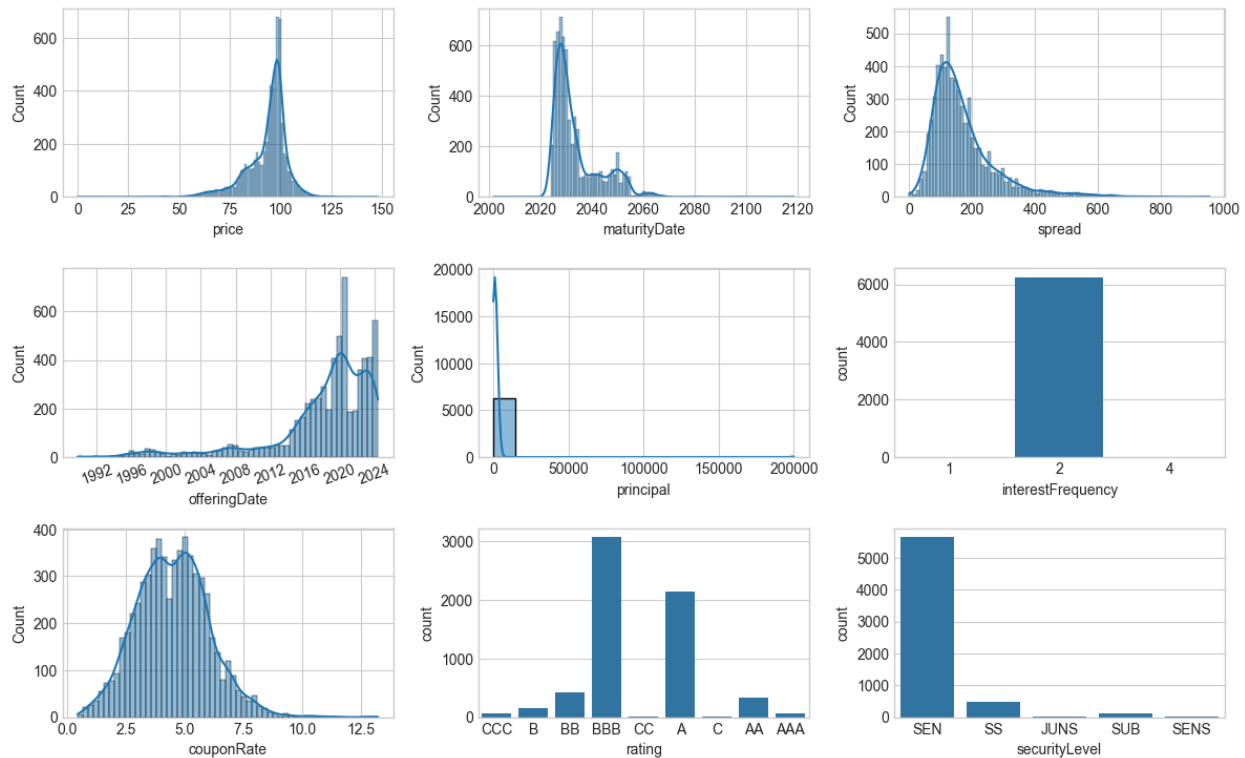 Count
600
400
200
0
0 25 50 75 100 125 150
price
Count
600
400
200
0
2000 2020 2040 2060 2080 2100 2120
maturityDate
Count
500
400
300
200
100
0
0 200 400 600 800 1000
spread
Count
600
400
200
0
1992 1996 2000 2004 2008 2012 2016 2020 2024
offeringDate
Count
20000
15000
10000
5000
0
0 50000 100000 150000 200000
principal
count
6000
4000
2000
0
1 2 4
interestFrequency
Count
400
300
200
100
0
0.0 2.5 5.0 7.5 10.0 12.5
couponRate
count
3000
2000
1000
0
CCC B BB BBB CC A C AA AAA
rating
count
5000
4000
3000
2000
1000
0
SEN SS JUNS SUB SENS
securityLevel